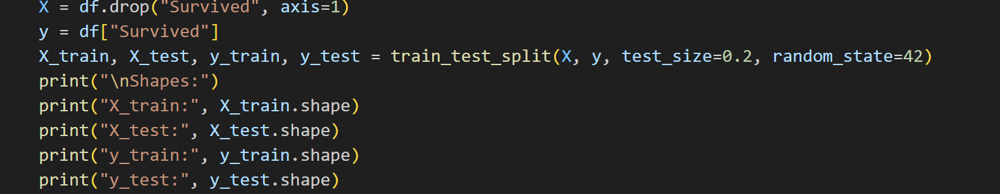 X = df.drop("Survived", axis=1)
y = df["Survived"]
X_train, X_test, y_train, y_test = train_test_split(X, y, test_size=0.2, random_state=42)
print("\nShapes:")
print("X_train:", X_train.shape)
print("X_test:", X_test.shape)
print("y_train:", y_train.shape)
print("y_test:", y_test.shape)